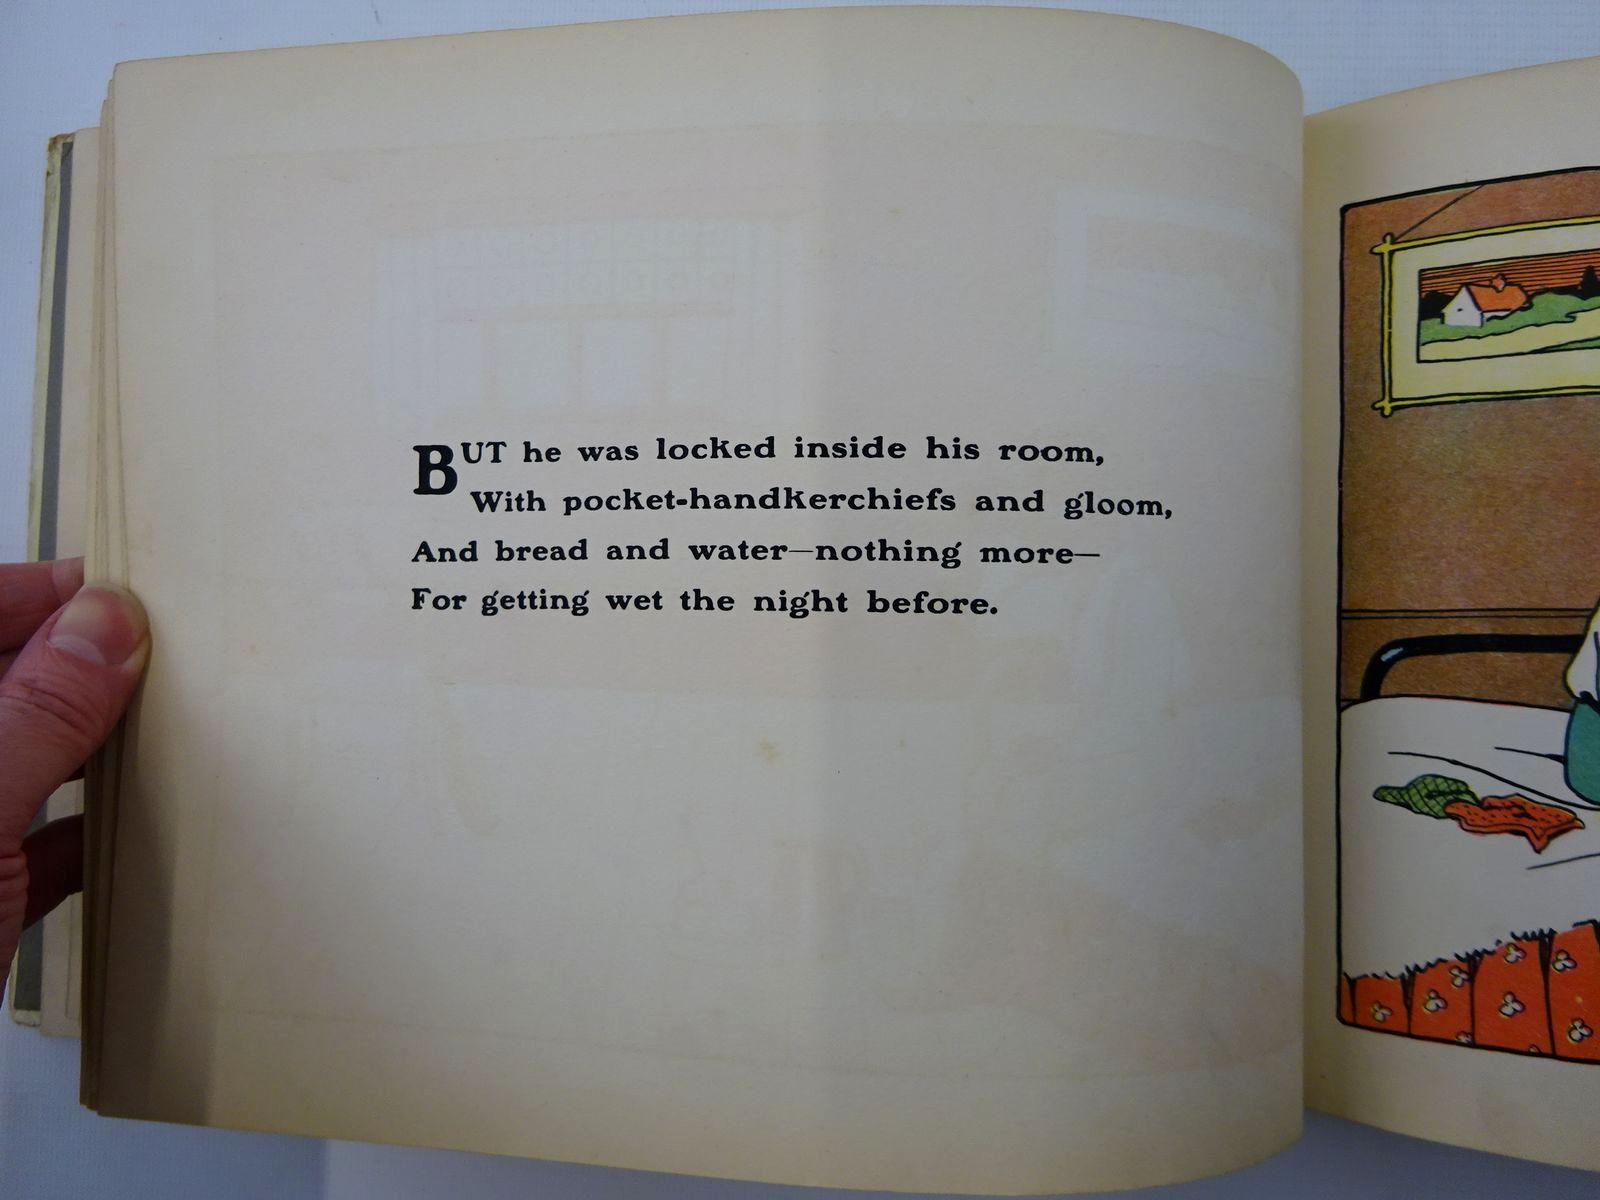 BUT he was locked inside his room,
With pocket-handkerchiefs and gloom,
And bread and water—nothing more—
For getting wet the night before.